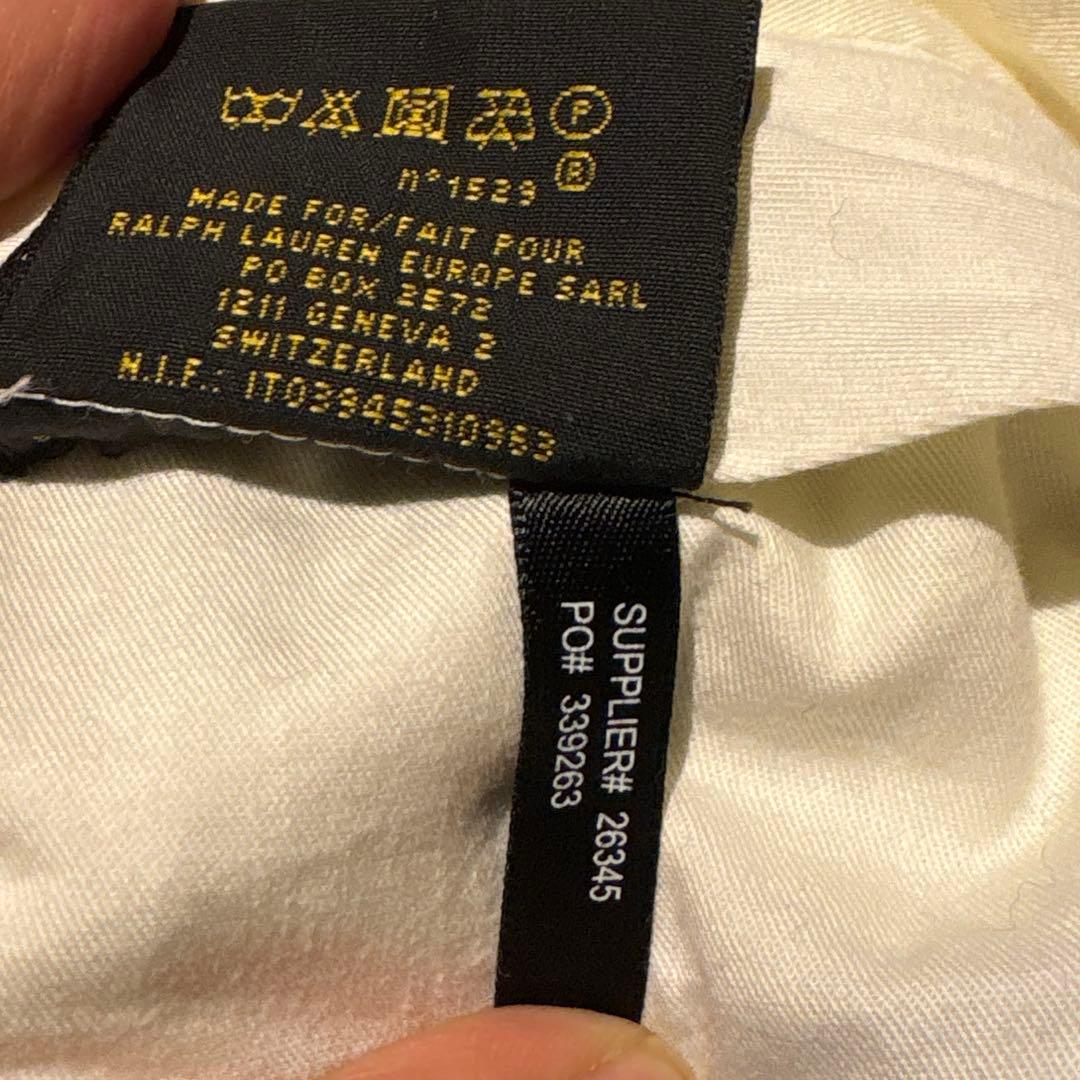 P
n°1529 ®
MADE FOR/FAIT POUR
RALPH LAUREN EUROPE SARL
PO BOX 2572
1211 GENEVA 2
SWITZERLAND
N.I.F.: IT02945310963
SUPPLIER# 26345
PO# 339263